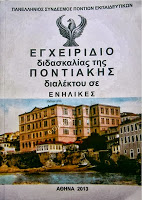 ΠΑΝΕΛΛΗΝΙΟΣ ΣΥΝΔΕΣΜΟΣ ΠΟΝΤΙΩΝ ΕΚΠΑΙΔΕΥΤΙΚΩΝ
ΕΓΧΕΙΡΙΔΙΟ
διδασκαλίας της
ΠΟΝΤΙΑΚΗΣ
διαλέκτου σε
ΕΝΗΛΙΚΕΣ
ΑΘΗΝΑ 2013